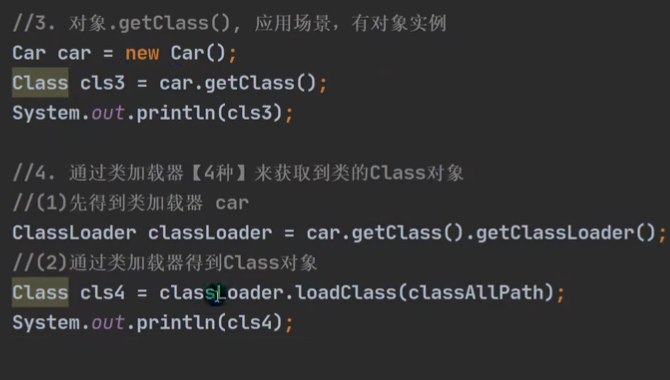 //3. 对象.getClass(), 应用场景，有对象实例
Car car = new Car();
Class cls3 = car.getClass();
System.out.println(cls3);
//4. 通过类加载器【4种】来获取到类的Class对象
//(1)先得到类加载器 car
ClassLoader classLoader = car.getClass().getClassLoader();
//(2)通过类加载器得到Class对象
Class cls4 = classLoader.loadClass(classAllPath);
System.out.println(cls4);